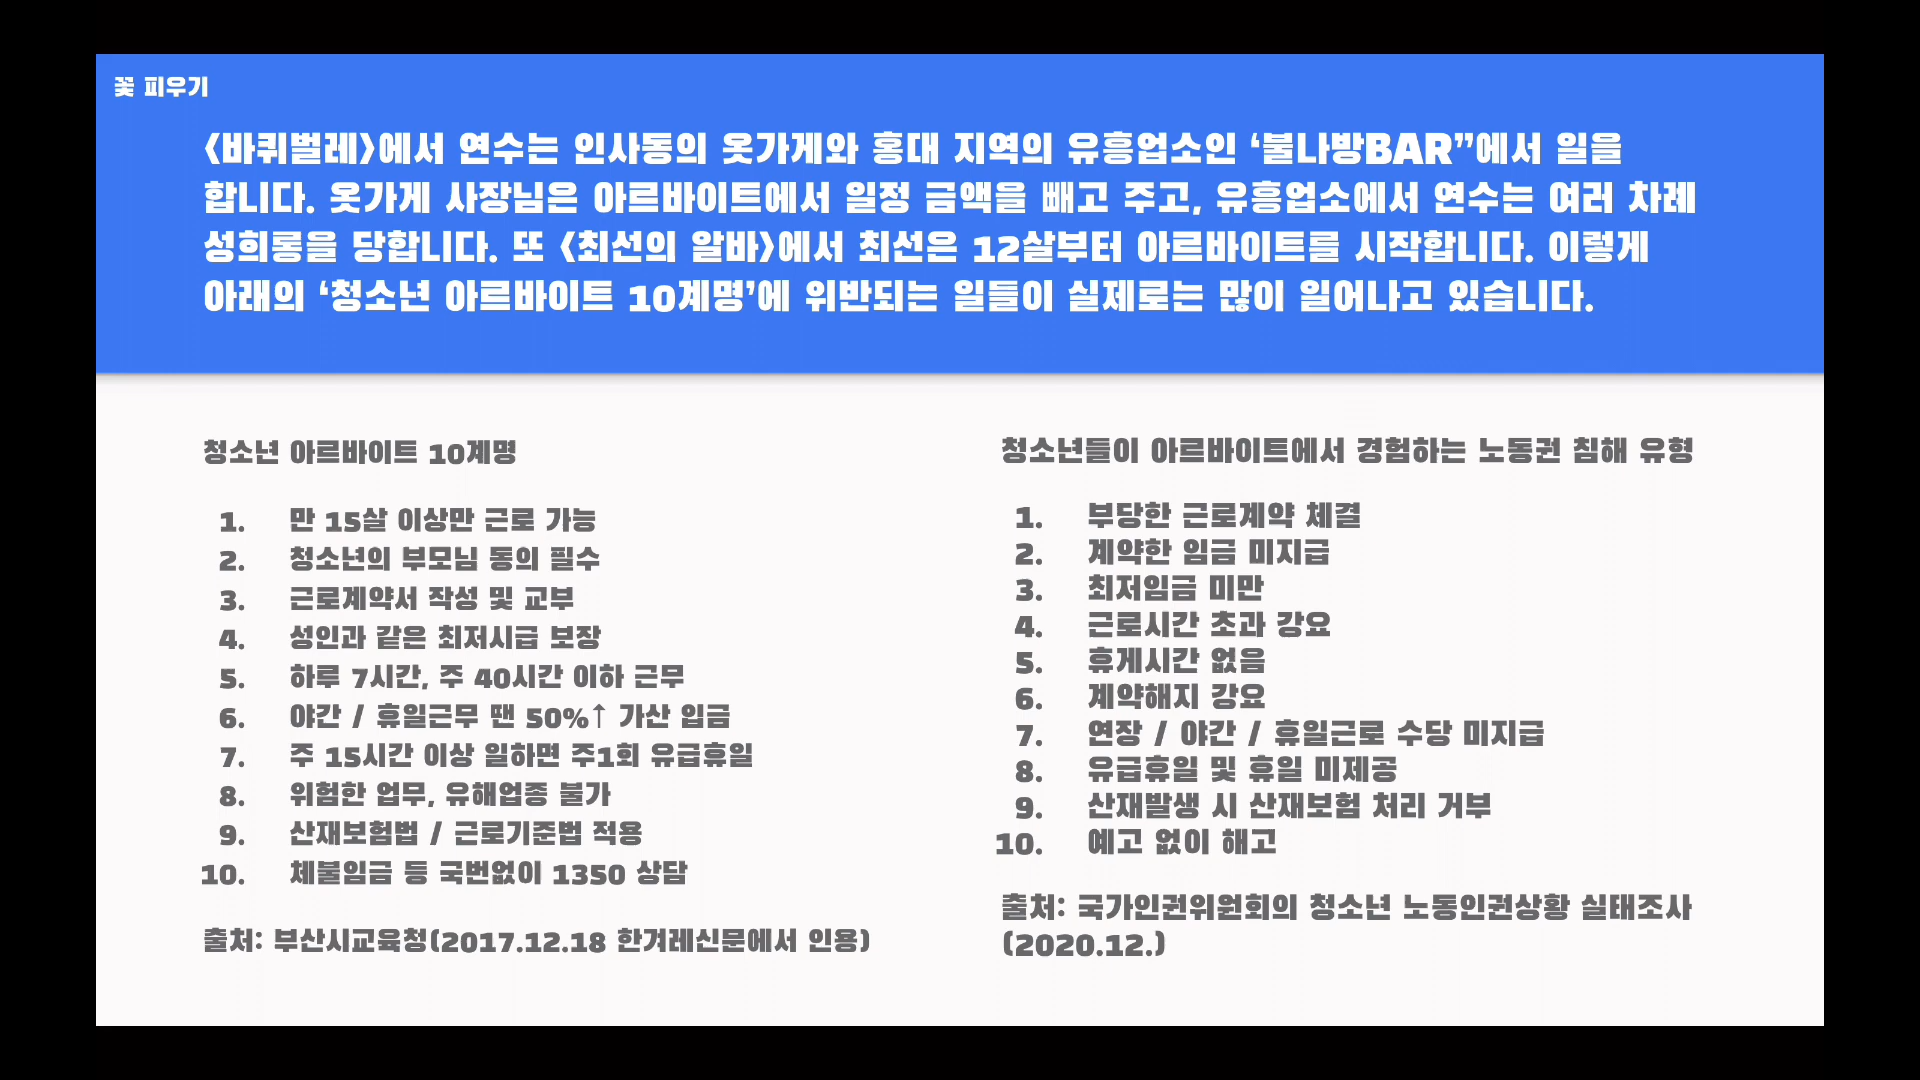 꽃 피우기
<바퀴벌레>에서 연수는 인사동의 옷가게와 홍대 지역의 유흥업소인 ‘불나방BAR”에서 일을
합니다. 옷가게 사장님은 아르바이트에서 일정 금액을 빼고 주고, 유흥업소에서 연수는 여러 차례
성희롱을 당합니다. 또 <최선의 알바>에서 최선은 12살부터 아르바이트를 시작합니다. 이렇게
아래의 ‘청소년 아르바이트 10계명’에 위반되는 일들이 실제로는 많이 일어나고 있습니다.
청소년 아르바이트 10계명
1. 만 15살 이상만 근로 가능
2. 청소년의 부모님 동의 필수
3. 근로계약서 작성 및 교부
4. 성인과 같은 최저시급 보장
5. 하루 7시간, 주 40시간 이하 근무
6. 야간 / 휴일근무 땐 50%↑ 가산 입금
7. 주 15시간 이상 일하면 주1회 유급휴일
8. 위험한 업무, 유해업종 불가
9. 산재보험법 / 근로기준법 적용
10. 체불임금 등 국번없이 1350 상담
출처: 부산시교육청(2017.12.18 한겨레신문에서 인용)
청소년들이 아르바이트에서 경험하는 노동권 침해 유형
1. 부당한 근로계약 체결
2. 계약한 임금 미지급
3. 최저임금 미만
4. 근로시간 초과 강요
5. 휴게시간 없음
6. 계약해지 강요
7. 연장 / 야간 / 휴일근로 수당 미지급
8. 유급휴일 및 휴일 미제공
9. 산재발생 시 산재보험 처리 거부
10. 예고 없이 해고
출처: 국가인권위원회의 청소년 노동인권상황 실태조사
(2020.12.)